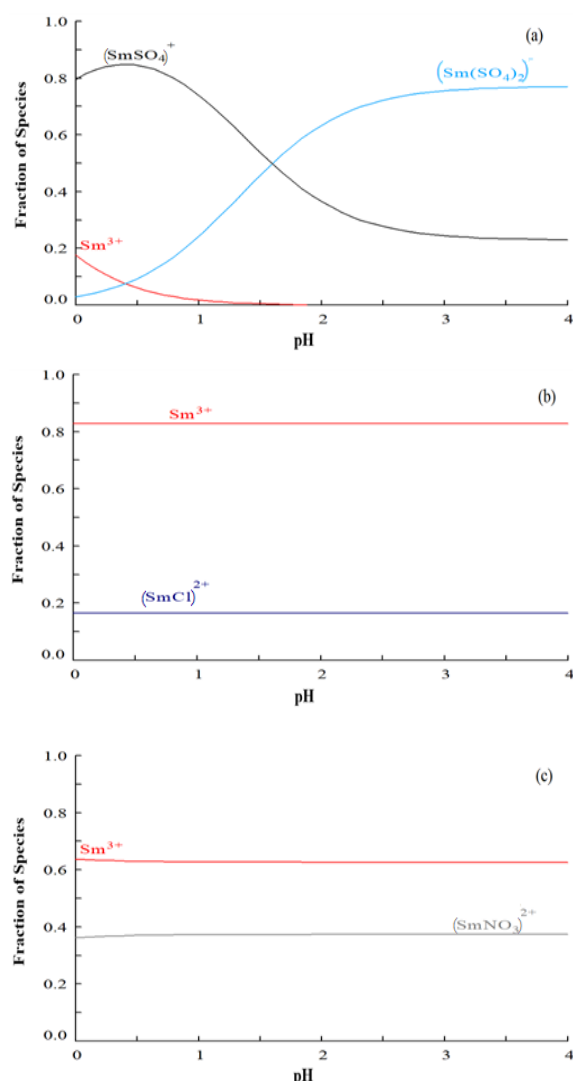 (a)
1.0
(SmSO₄)⁺
(Sm(SO₄)₂)⁻
0.8
0.6
0.4
Sm³⁺
0.2
0.0
0 1 2 3 4
Fraction of Species
pH
(b)
1.0
Sm³⁺
0.8
0.6
0.4
(SmCl)²⁺
0.2
0.0
0 1 2 3 4
Fraction of Species
pH
(c)
1.0
0.8
Sm³⁺
0.6
(SmNO₃)²⁺
0.4
0.2
0.0
0 1 2 3 4
Fraction of Species
pH